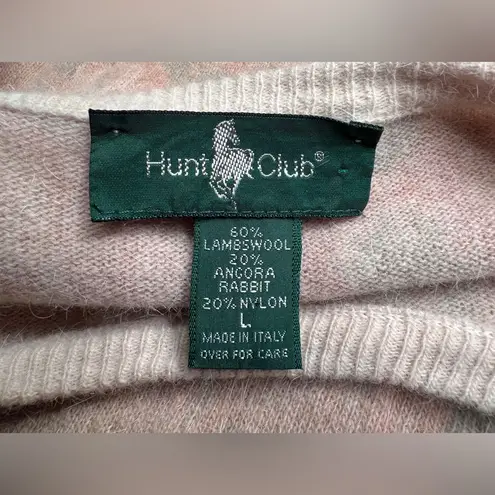 Hunt Club®
60%
LAMBSWOOL
20%
ANGORA
RABBIT
20% NYLON
L
MADE IN ITALY
OVER FOR CARE